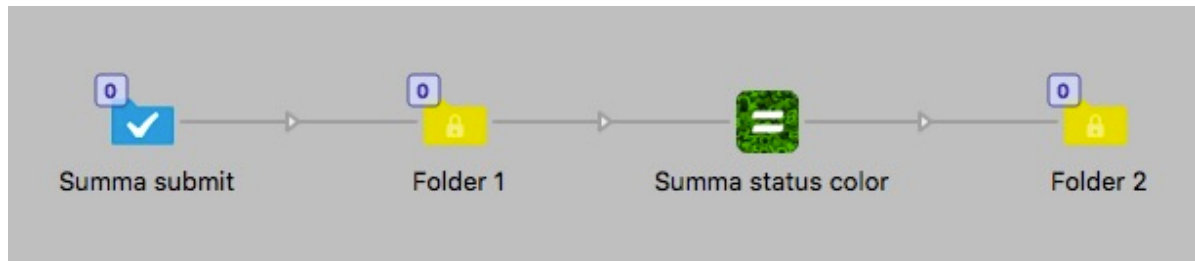 0
0
0
Summa submit
Folder 1
Summa status color
Folder 2